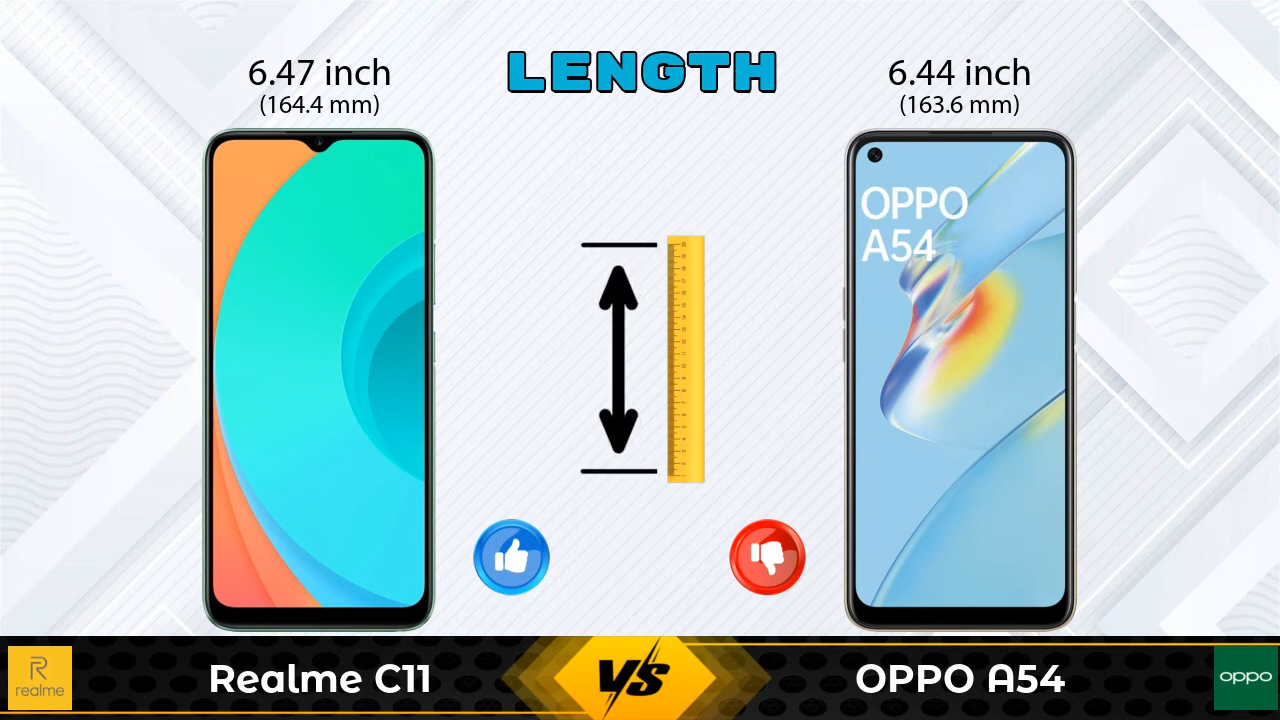 LENGTH
6.47 inch
(164.4 mm)
6.44 inch
(163.6 mm)
OPPO
A54
realme
Realme C11
VS
OPPO A54
oppo